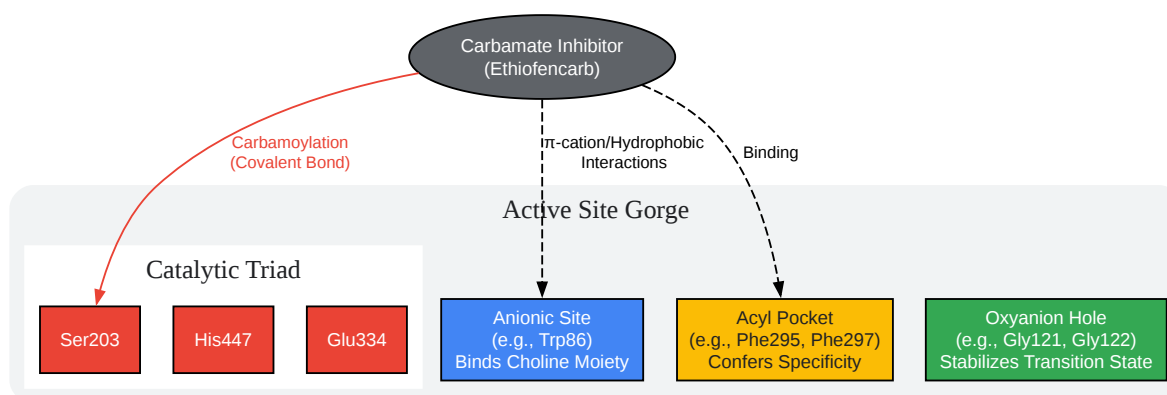 Carbamate Inhibitor
(Ethiofencarb)
Carbamoylation
(Covalent Bond)
π-cation/Hydrophobic
Interactions
Binding
Active Site Gorge
Catalytic Triad
Ser203
His447
Glu334
Anionic Site
(e.g., Trp86)
Binds Choline Moiety
Acyl Pocket
(e.g., Phe295, Phe297)
Confers Specificity
Oxyanion Hole
(e.g., Gly121, Gly122)
Stabilizes Transition State